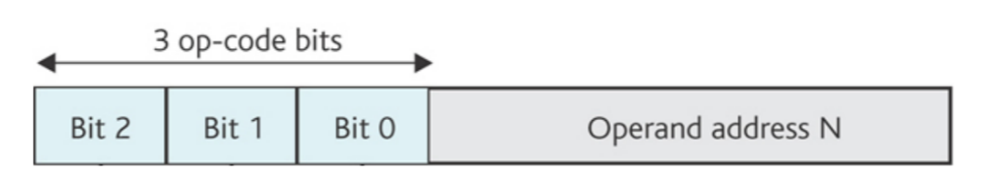 3 op-code bits
Bit 2 Bit 1 Bit 0 Operand address N